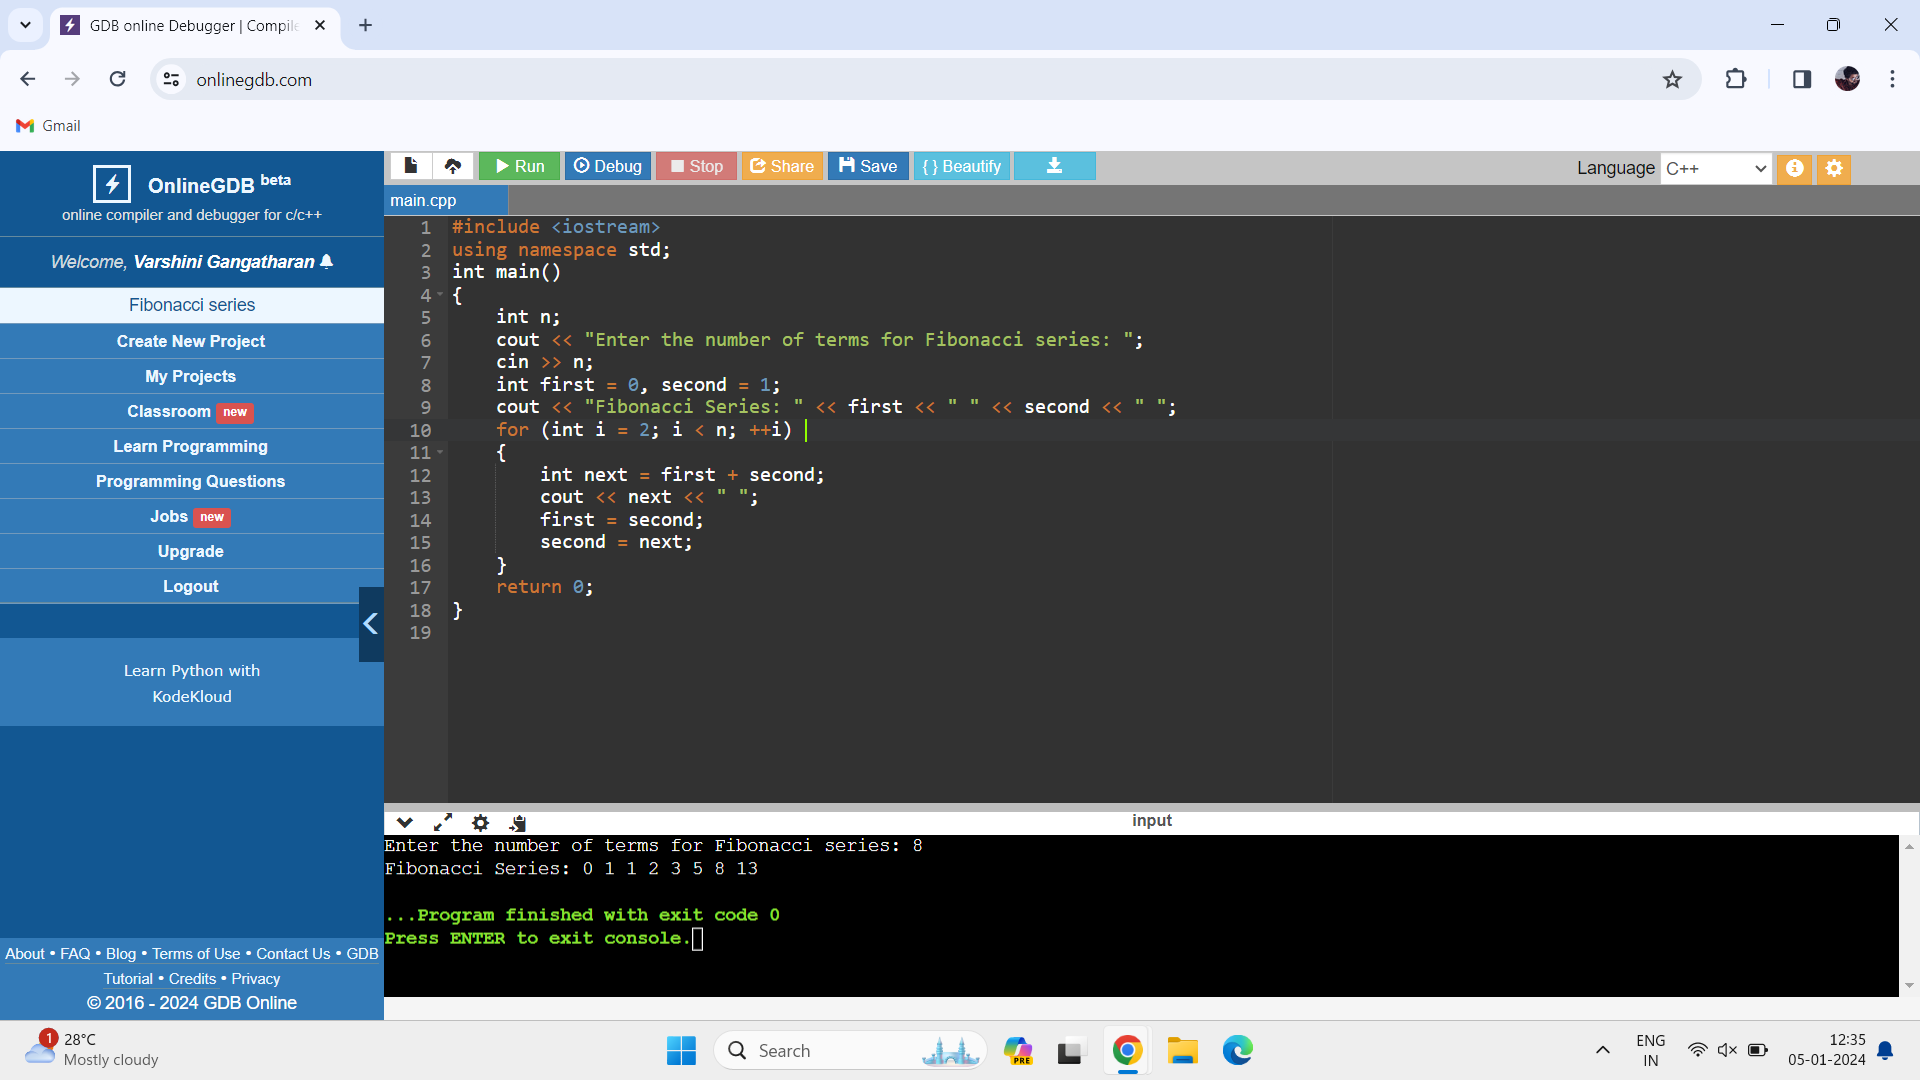 GDB online Debugger | Compile
onlinegdb.com
Gmail
OnlineGDB beta
online compiler and debugger for c/c++
Welcome, Varshini Gangatharan
Fibonacci series
Create New Project
My Projects
Classroom new
Learn Programming
Programming Questions
Jobs new
Upgrade
Logout
Learn Python with
KodeKloud
About • FAQ • Blog • Terms of Use • Contact Us • GDB
Tutorial • Credits • Privacy
© 2016 - 2024 GDB Online
Run Debug Stop Share Save { } Beautify
Language C++
main.cpp
1 #include <iostream>
2 using namespace std;
3 int main()
4 {
5     int n;
6     cout << "Enter the number of terms for Fibonacci series: ";
7     cin >> n;
8     int first = 0, second = 1;
9     cout << "Fibonacci Series: " << first << " " << second << " ";
10     for (int i = 2; i < n; ++i)
11     {
12         int next = first + second;
13         cout << next << " ";
14         first = second;
15         second = next;
16     }
17     return 0;
18 }
19
input
Enter the number of terms for Fibonacci series: 8
Fibonacci Series: 0 1 1 2 3 5 8 13
...Program finished with exit code 0
Press ENTER to exit console.
1
28°C
Mostly cloudy
Search
PRE
ENG
IN
12:35
05-01-2024